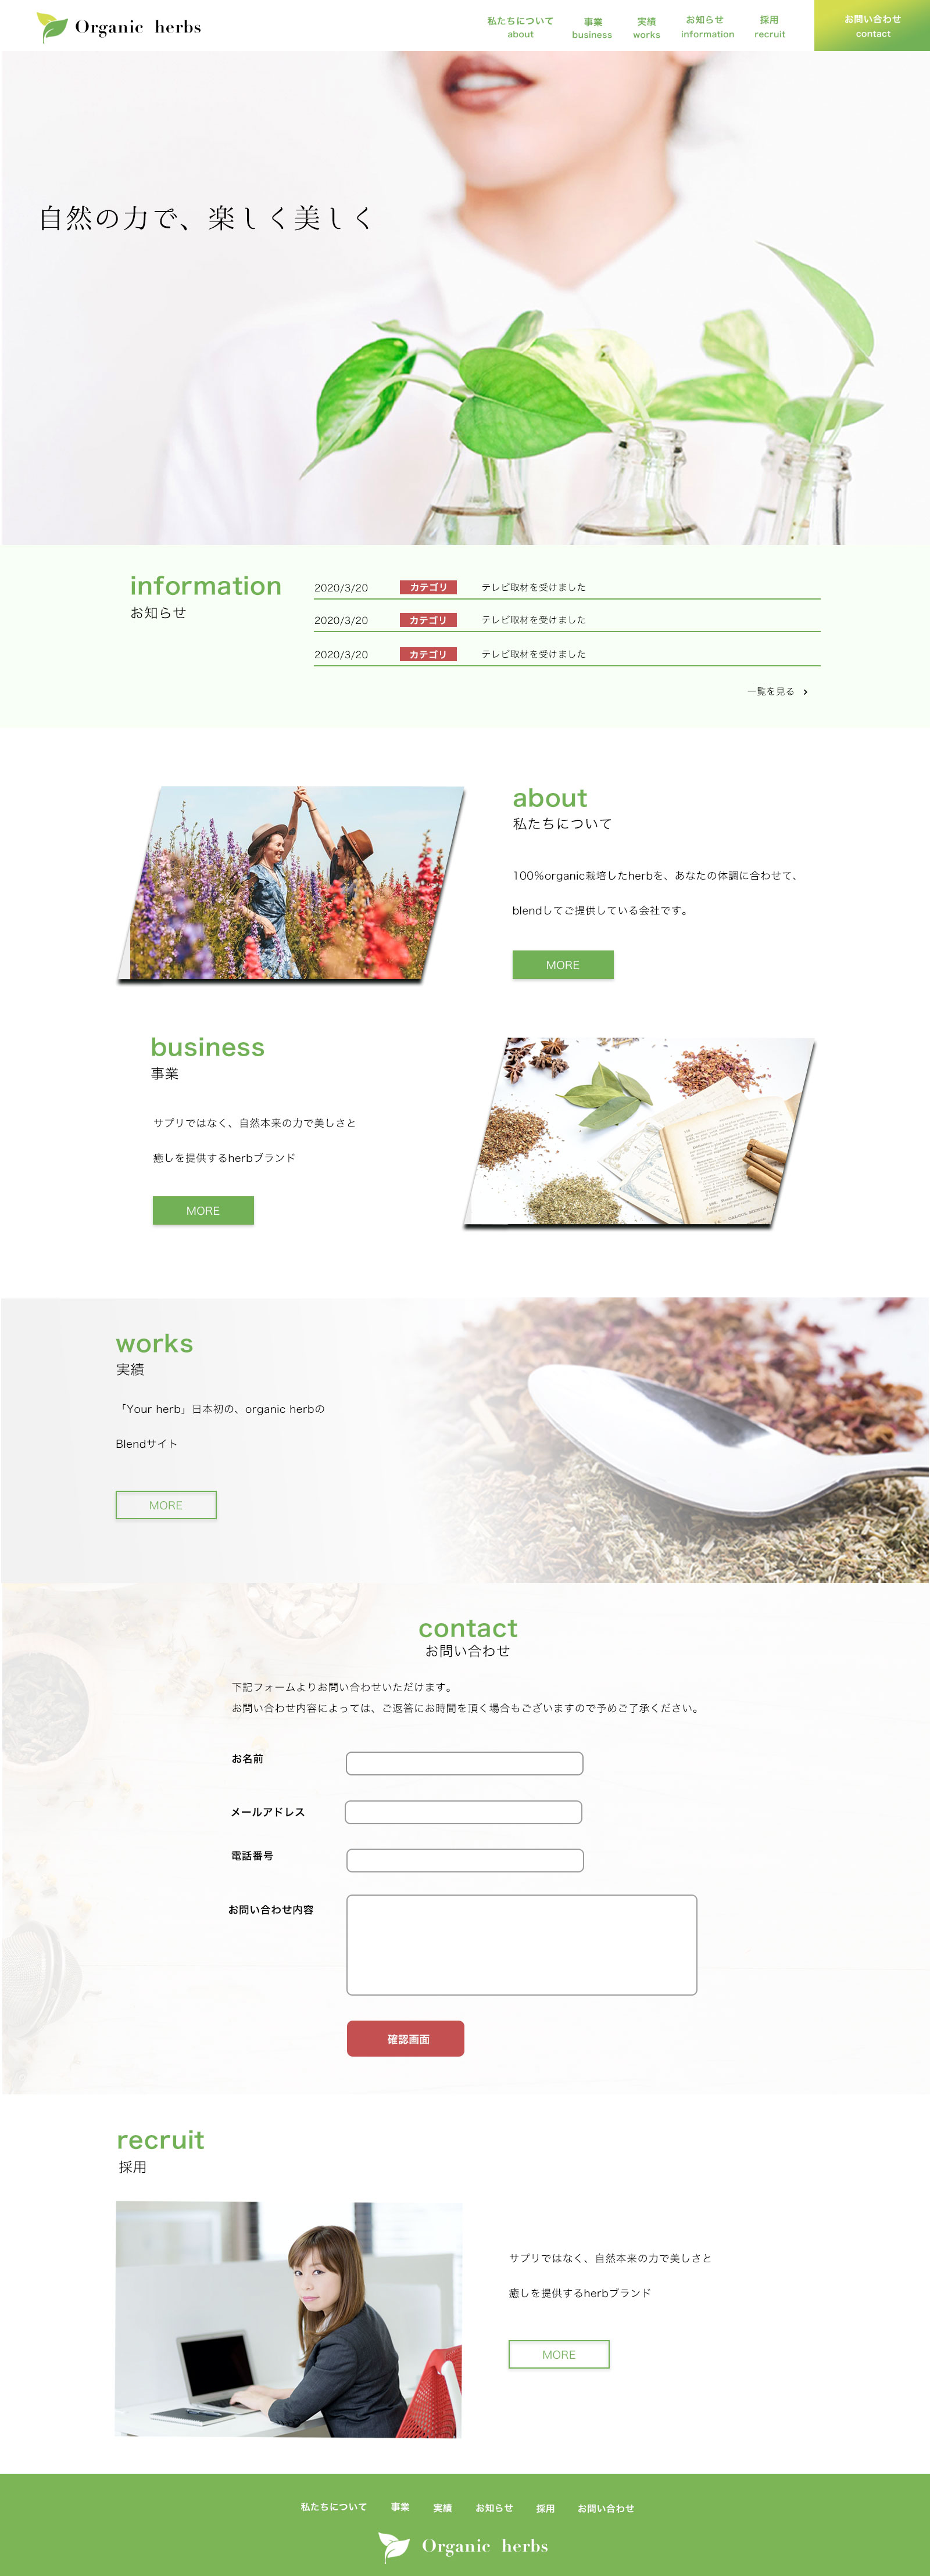 Organic herbs
私たちについて
about
事業
business
実績
works
お知らせ
information
採用
recruit
お問い合わせ
contact
自然の力で、楽しく美しく
information
お知らせ
2020/3/20 カテゴリ テレビ取材を受けました
2020/3/20 カテゴリ テレビ取材を受けました
2020/3/20 カテゴリ テレビ取材を受けました
一覧を見る
about
私たちについて
100%organic栽培したherbを、あなたの体調に合わせて、
blendしてご提供している会社です。
MORE
business
事業
サプリではなく、自然本来の力で美しさと
癒しを提供するherbブランド
MORE
works
実績
「Your herb」日本初の、organic herbの
Blendサイト
MORE
contact
お問い合わせ
下記フォームよりお問い合わせいただけます。
お問い合わせ内容によっては、ご返答にお時間を頂く場合もございますので予めご了承ください。
お名前
メールアドレス
電話番号
お問い合わせ内容
確認画面
recruit
採用
サプリではなく、自然本来の力で美しさと
癒しを提供するherbブランド
MORE
私たちについて 事業 実績 お知らせ 採用 お問い合わせ
Organic herbs